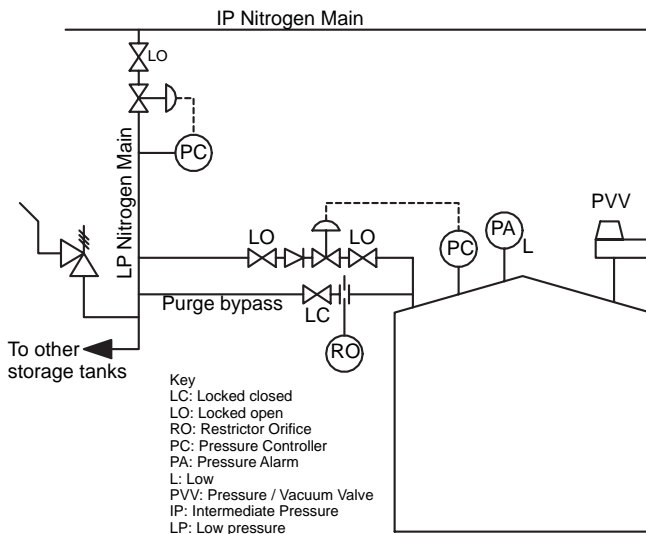 IP Nitrogen Main
LO
PC
LP Nitrogen Main
PVV
LO
LO
PC
PA
L
Purge bypass
LC
RO
To other
storage tanks
Key
LC: Locked closed
LO: Locked open
RO: Restrictor Orifice
PC: Pressure Controller
PA: Pressure Alarm
L: Low
PVV: Pressure / Vacuum Valve
IP: Intermediate Pressure
LP: Low pressure